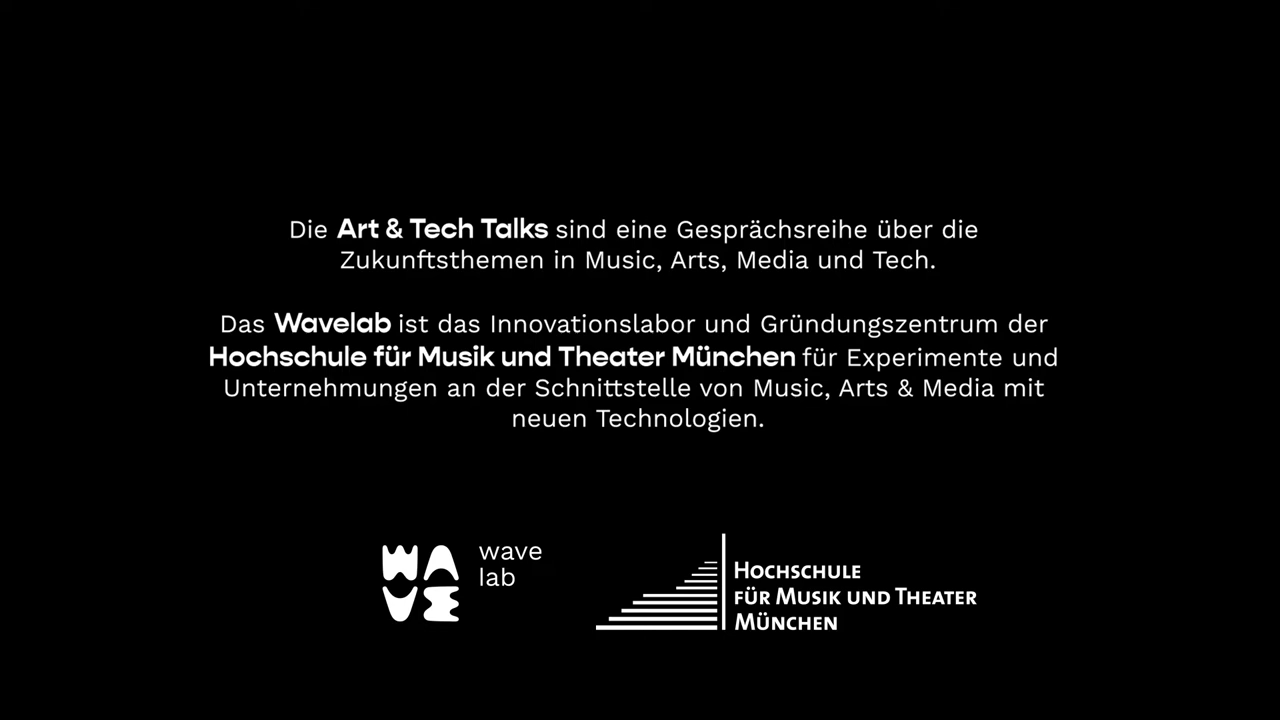 Die Art & Tech Talks sind eine Gesprächsreihe über die
Zukunftsthemen in Music, Arts, Media und Tech.
Das Wavelab ist das Innovationslabor und Gründungszentrum der
Hochschule für Musik und Theater München für Experimente und
Unternehmungen an der Schnittstelle von Music, Arts & Media mit
neuen Technologien.
WA
VE
wave
lab
Hochschule
für Musik und Theater
München